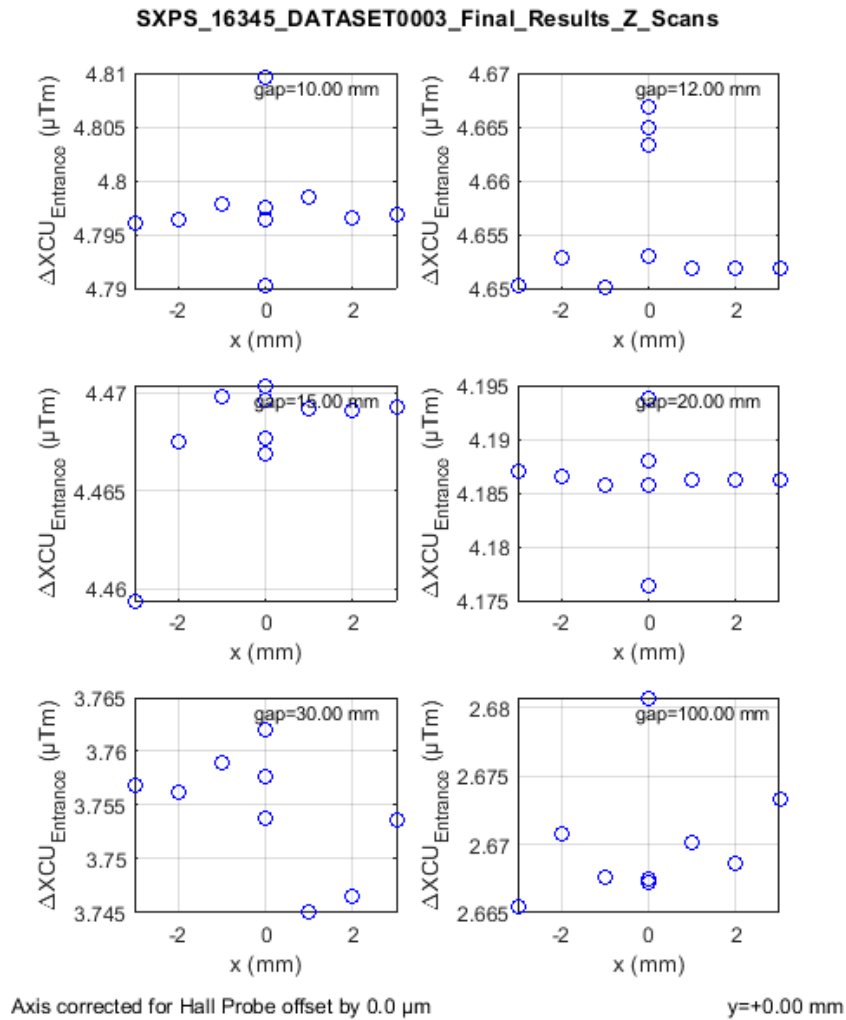 SXPS_16345_DATASET0003_Final_Results_Z_Scans
ΔXCU_Entrance (µTm)
4.81
4.805
4.8
4.795
4.79
gap=10.00 mm
-2 0 2
x (mm)
ΔXCU_Entrance (µTm)
4.67
4.665
4.66
4.655
4.65
gap=12.00 mm
-2 0 2
x (mm)
ΔXCU_Entrance (µTm)
4.47
4.465
4.46
gap=15.00 mm
-2 0 2
x (mm)
ΔXCU_Entrance (µTm)
4.195
4.19
4.185
4.18
4.175
gap=20.00 mm
-2 0 2
x (mm)
ΔXCU_Entrance (µTm)
3.765
3.76
3.755
3.75
3.745
gap=30.00 mm
-2 0 2
x (mm)
ΔXCU_Entrance (µTm)
2.68
2.675
2.67
2.665
gap=100.00 mm
-2 0 2
x (mm)
Axis corrected for Hall Probe offset by 0.0 µm
y=+0.00 mm